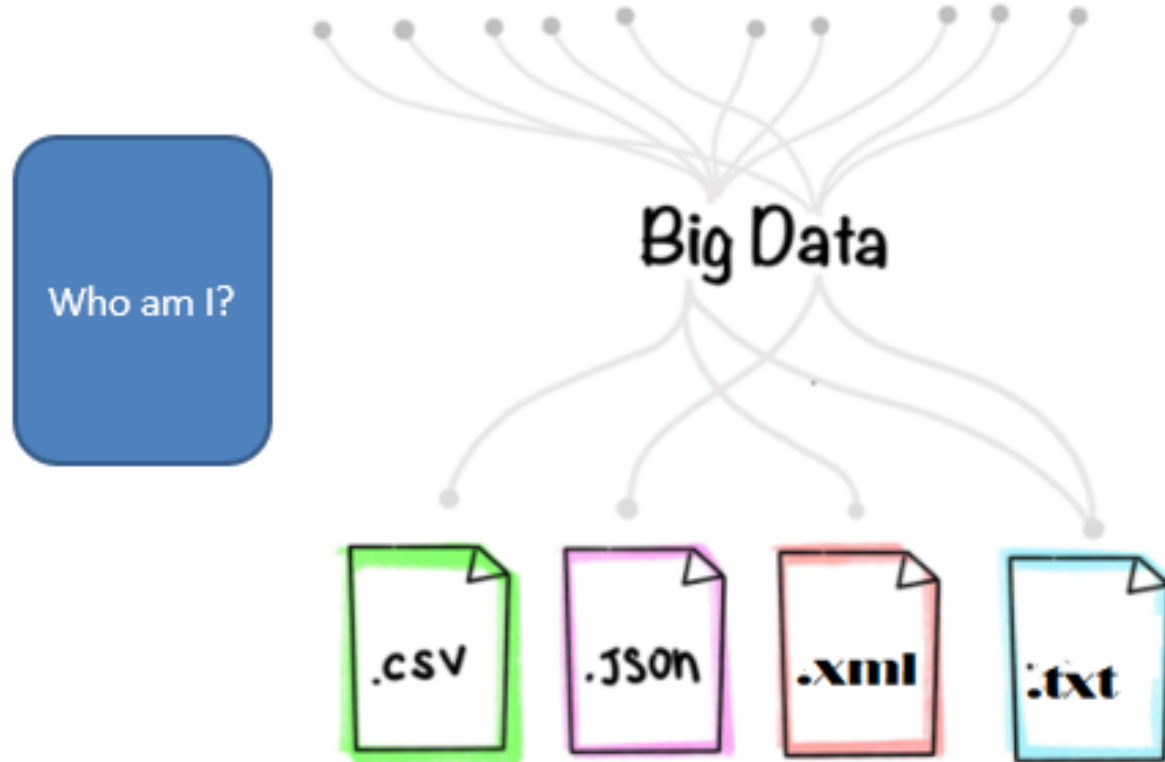 Big Data
Who am I?
.csv
.json
.xml
.txt